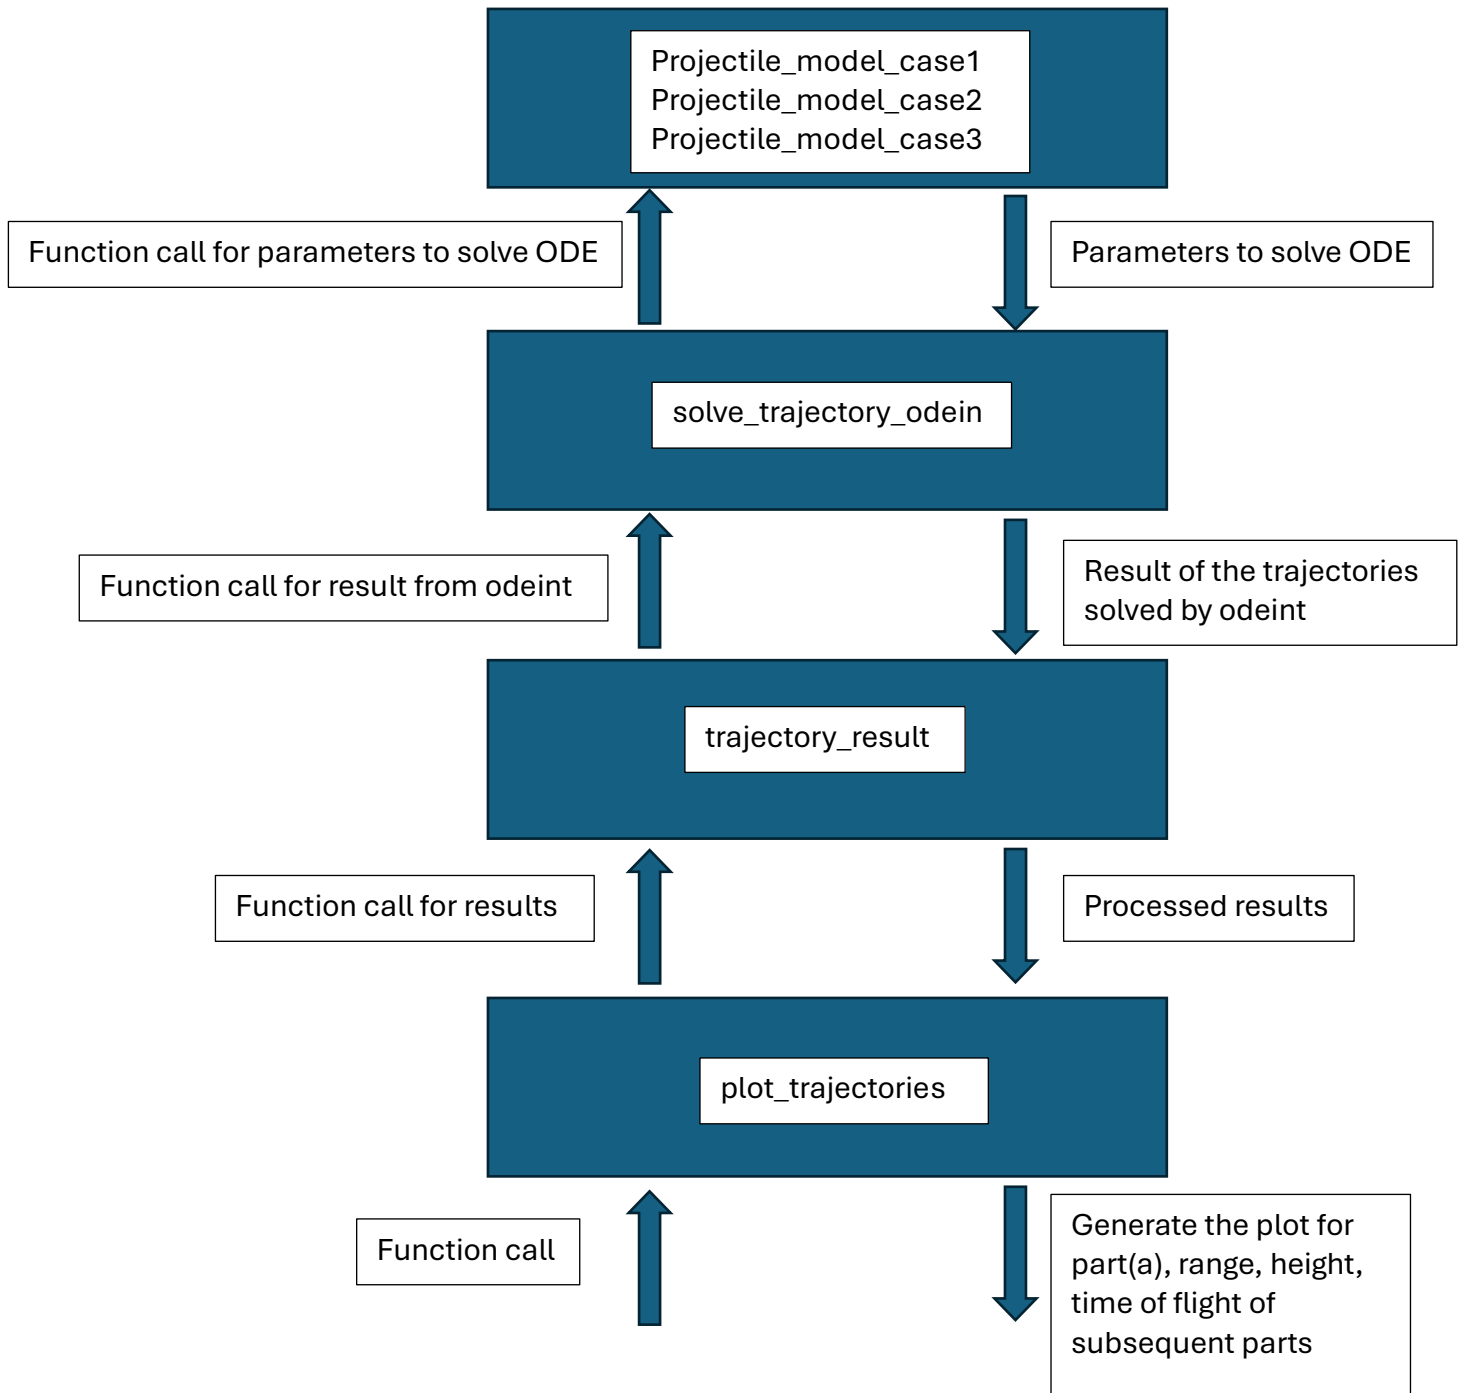 Projectile_model_case1
Projectile_model_case2
Projectile_model_case3
Function call for parameters to solve ODE
Parameters to solve ODE
solve_trajectory_odein
Function call for result from odeint
Result of the trajectories
solved by odeint
trajectory_result
Function call for results
Processed results
plot_trajectories
Function call
Generate the plot for
part(a), range, height,
time of flight of
subsequent parts